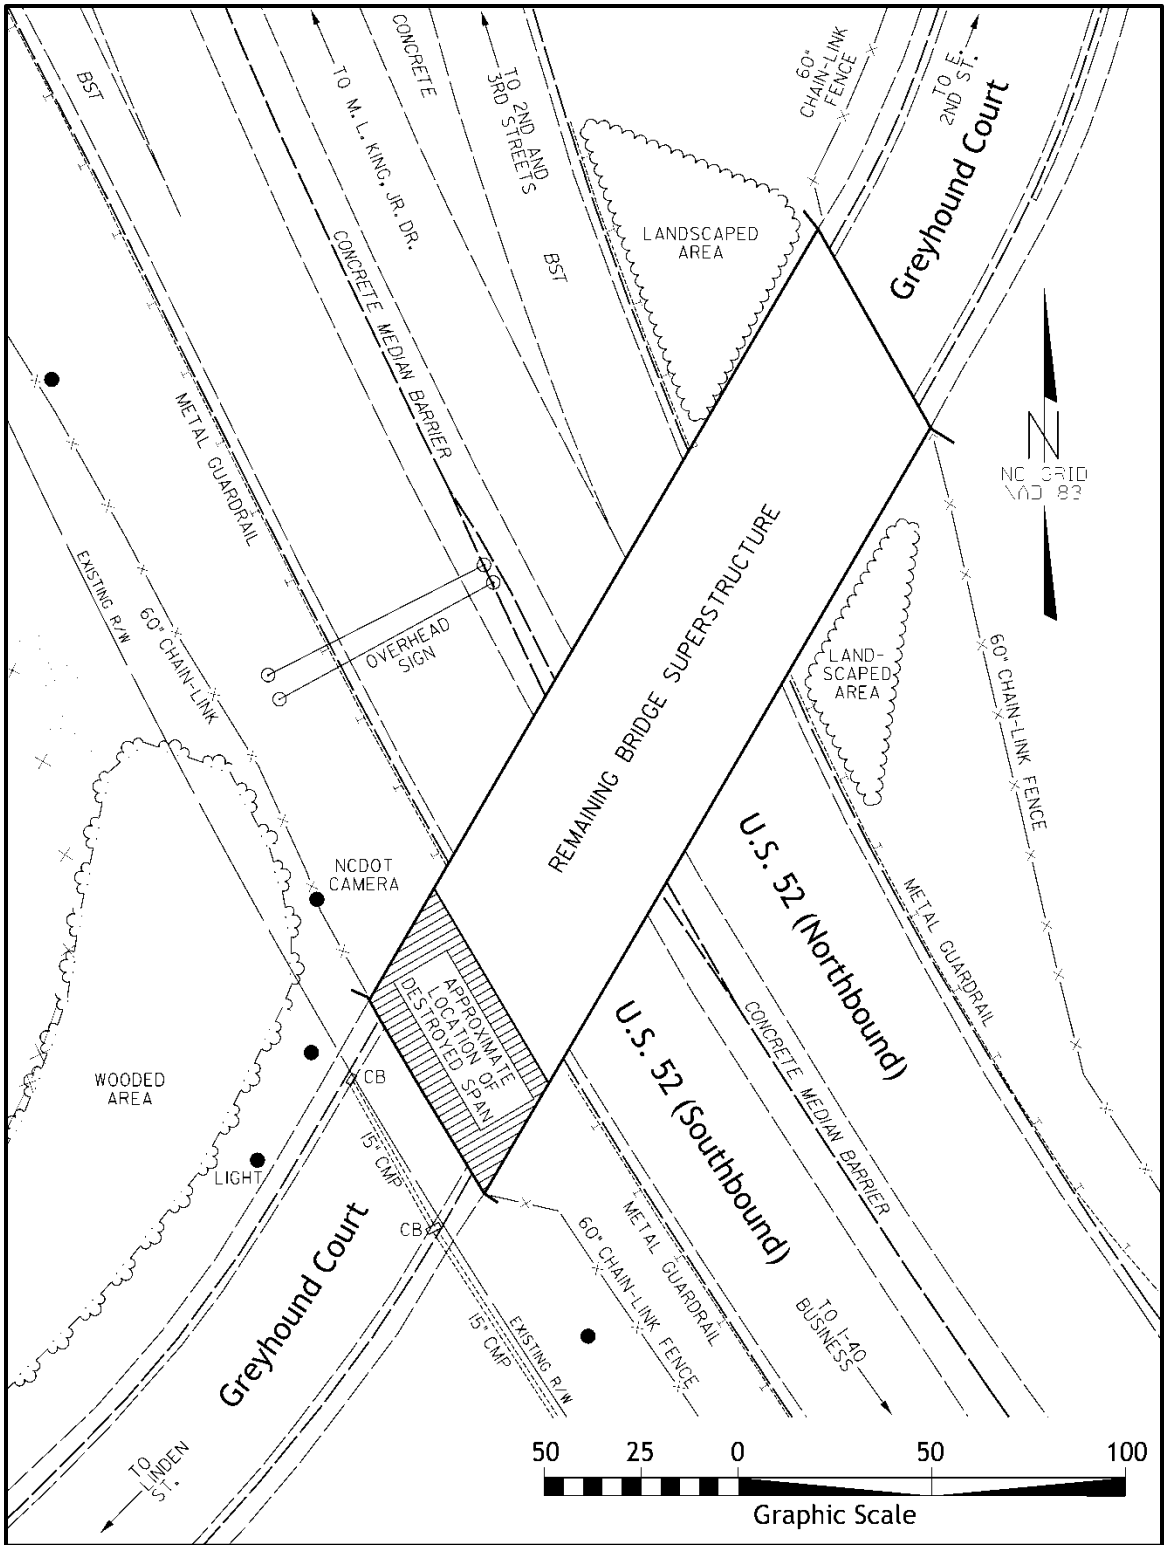 BST
CONCRETE
TO 2ND AND
3RD STREETS
60"
CHAIN-LINK
FENCE
TO E.
2ND ST.
TO M. L. KING, JR. DR.
Greyhound Court
LANDSCAPED
AREA
BST
CONCRETE MEDIAN BARRIER
METAL GUARDRAIL
N
NC GRID
NAD 83
EXISTING R/W
60" CHAIN-LINK
OVERHEAD
SIGN
REMAINING BRIDGE SUPERSTRUCTURE
LAND-
SCAPED
AREA
60" CHAIN-LINK FENCE
NCDOT
CAMERA
U.S. 52 (Northbound)
METAL GUARDRAIL
APPROXIMATE
LOCATION OF
DESTROYED SPAN
U.S. 52 (Southbound)
CONCRETE MEDIAN BARRIER
WOODED
AREA
CB
15" CMP
LIGHT
CB
Greyhound Court
60" CHAIN-LINK FENCE
METAL GUARDRAIL
15" CMP
EXISTING R/W
TO I-40
BUSINESS
TO
LINDEN
ST.
50 25 0 50 100
Graphic Scale